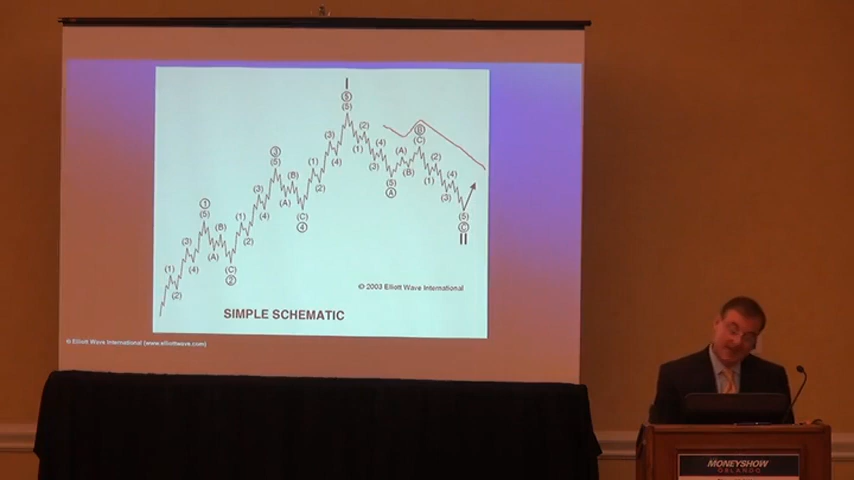 I
⑤
(5)
(3) (2)
(1) (4)
(4) (3)
Ⓑ
(C)
(A) (B)
(5)
Ⓐ
③
(5)
(1)
(B)
(A)
(2)
(C)
④
①
(5)
(3)
(B)
(3)
(4)
(1)
(4)
(A)
(2)
(1)
(2)
(C)
②
(2)
(1)
(4)
(3)
(5)
Ⓒ
II
© 2003 Elliott Wave International
SIMPLE SCHEMATIC
© Elliott Wave International (www.elliottwave.com)
MONEYSHOW
ORLANDO